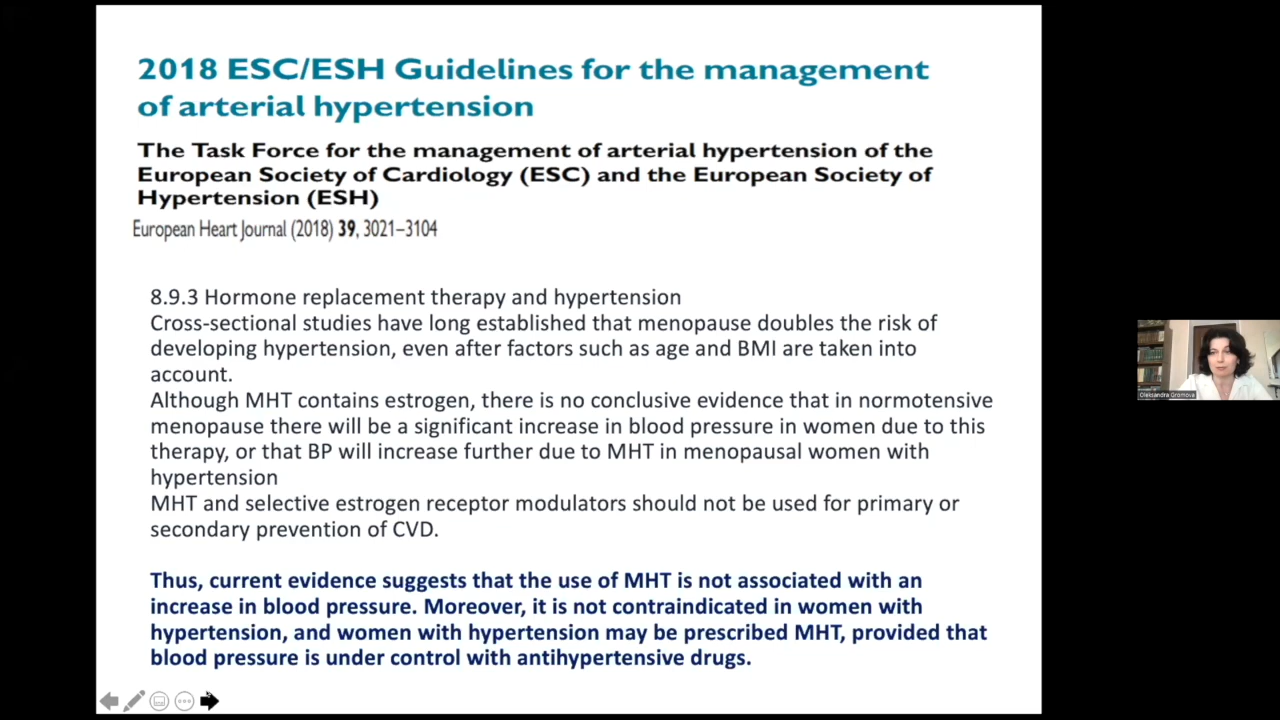 2018 ESC/ESH Guidelines for the management
of arterial hypertension
The Task Force for the management of arterial hypertension of the
European Society of Cardiology (ESC) and the European Society of
Hypertension (ESH)
European Heart Journal (2018) 39, 3021–3104
8.9.3 Hormone replacement therapy and hypertension
Cross-sectional studies have long established that menopause doubles the risk of
developing hypertension, even after factors such as age and BMI are taken into
account.
Although MHT contains estrogen, there is no conclusive evidence that in normotensive
menopause there will be a significant increase in blood pressure in women due to this
therapy, or that BP will increase further due to MHT in menopausal women with
hypertension
MHT and selective estrogen receptor modulators should not be used for primary or
secondary prevention of CVD.
Thus, current evidence suggests that the use of MHT is not associated with an
increase in blood pressure. Moreover, it is not contraindicated in women with
hypertension, and women with hypertension may be prescribed MHT, provided that
blood pressure is under control with antihypertensive drugs.
Oleksandra Gromova